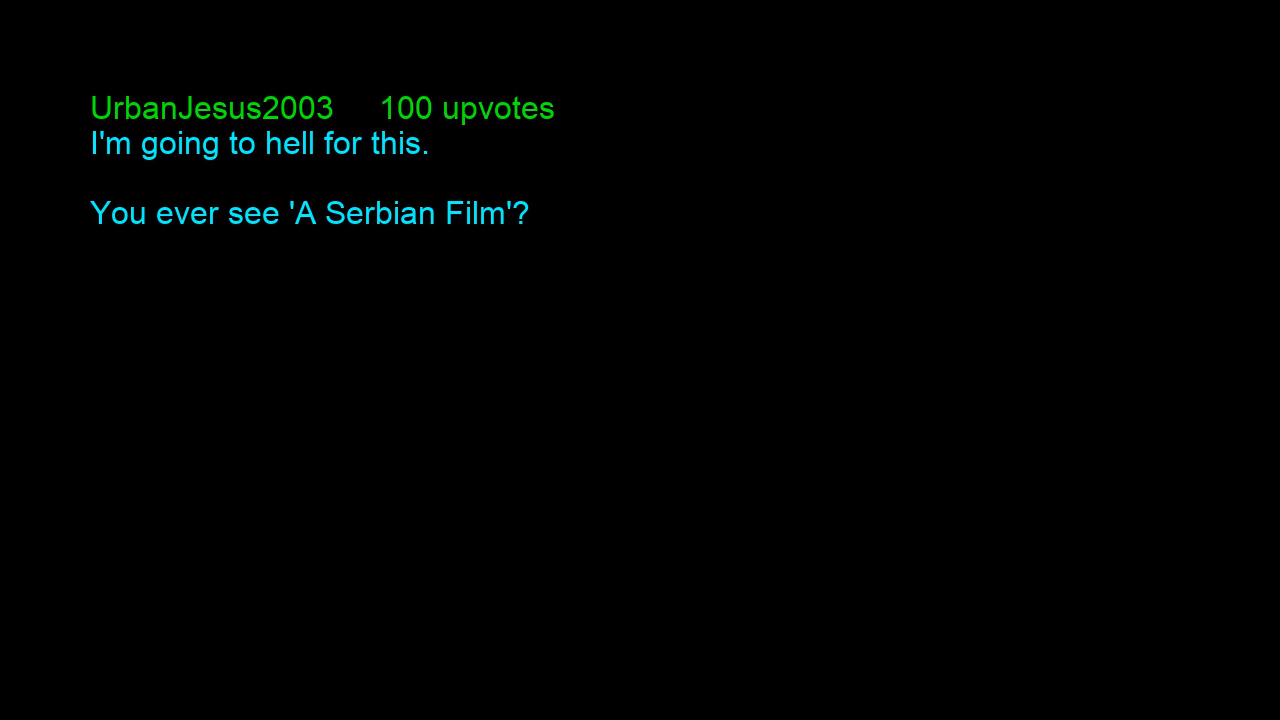 UrbanJesus2003     100 upvotes
I'm going to hell for this.
You ever see 'A Serbian Film'?